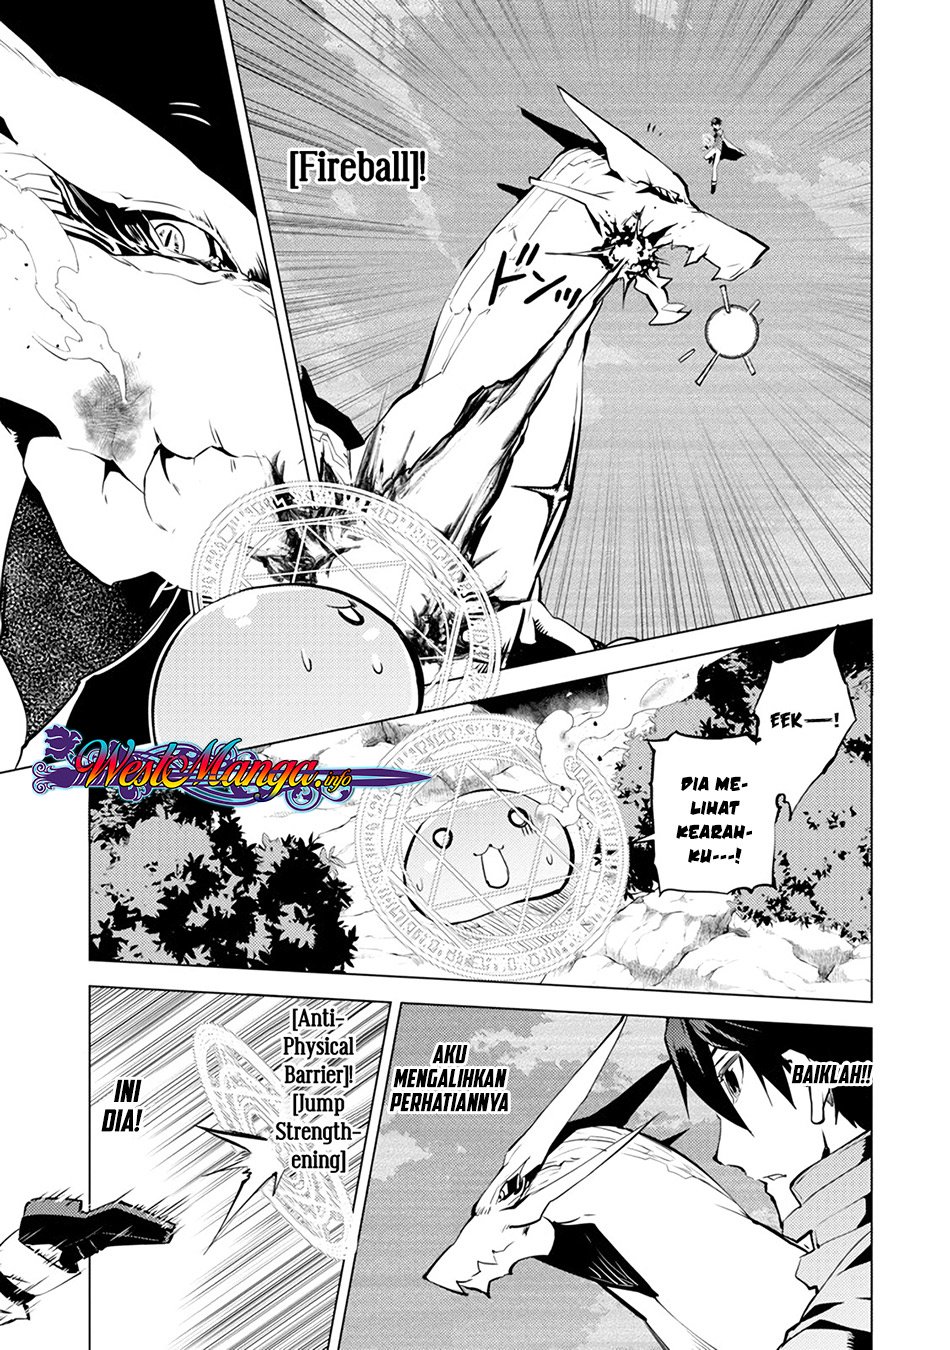 [Fireball]!
ドドンッ
EEK──!
DIA ME-
LIHAT
KEARAH-
KU---!
WestManga.info
BAIKLAH!!
AKU
MENGALIHKAN
PERHATIANNYA
[Anti-
Physical
Barrier]!
[Jump
Strength-
ening]
INI
DIA!